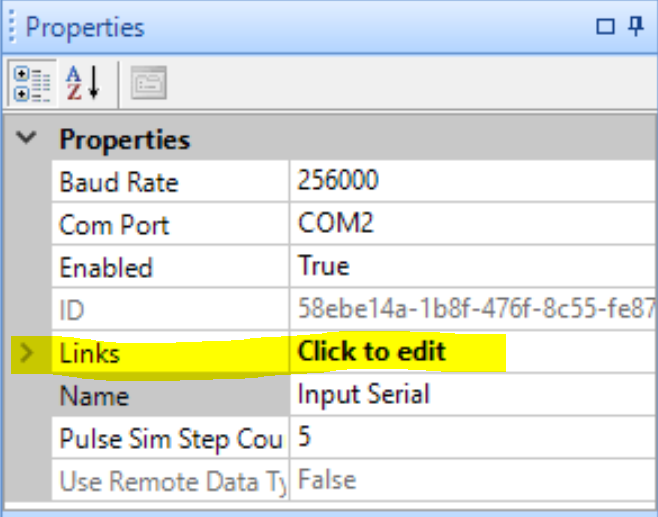 Properties
Properties
Baud Rate 256000
Com Port COM2
Enabled True
ID 58ebe14a-1b8f-476f-8c55-fe87
Links Click to edit
Name Input Serial
Pulse Sim Step Cou 5
Use Remote Data Ty False